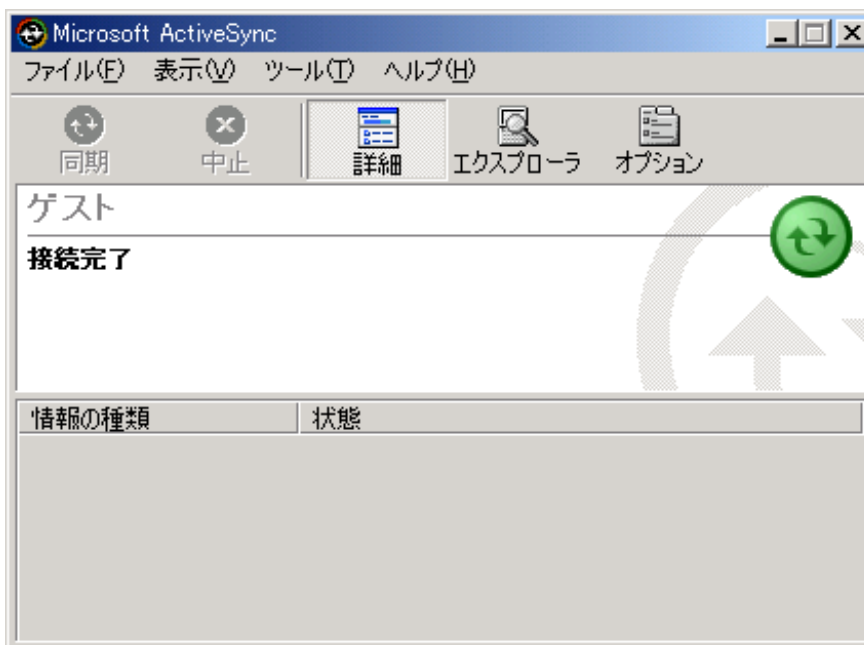 Microsoft ActiveSync
ファイル(F) 表示(V) ツール(T) ヘルプ(H)
同期 中止 詳細 エクスプローラ オプション
ゲスト
接続完了
情報の種類 状態